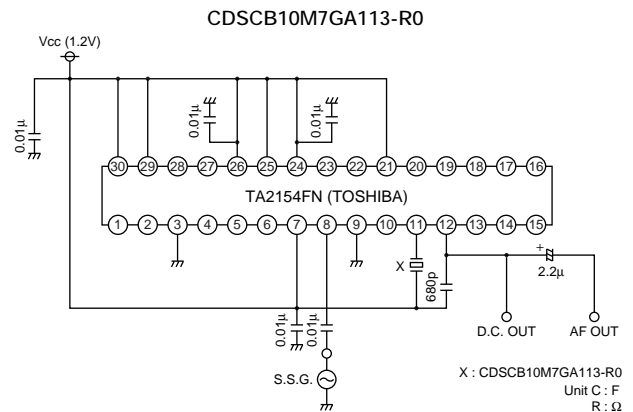 CDSCB10M7GA113-R0
Vcc (1.2V)
0.01μ
0.01μ
0.01μ
30 29 28 27 26 25 24 23 22 21 20 19 18 17 16
TA2154FN (TOSHIBA)
1 2 3 4 5 6 7 8 9 10 11 12 13 14 15
X
680p
+
2.2μ
0.01μ
0.01μ
D.C. OUT
AF OUT
S.S.G.
X : CDSCB10M7GA113-R0
Unit C : F
R : Ω